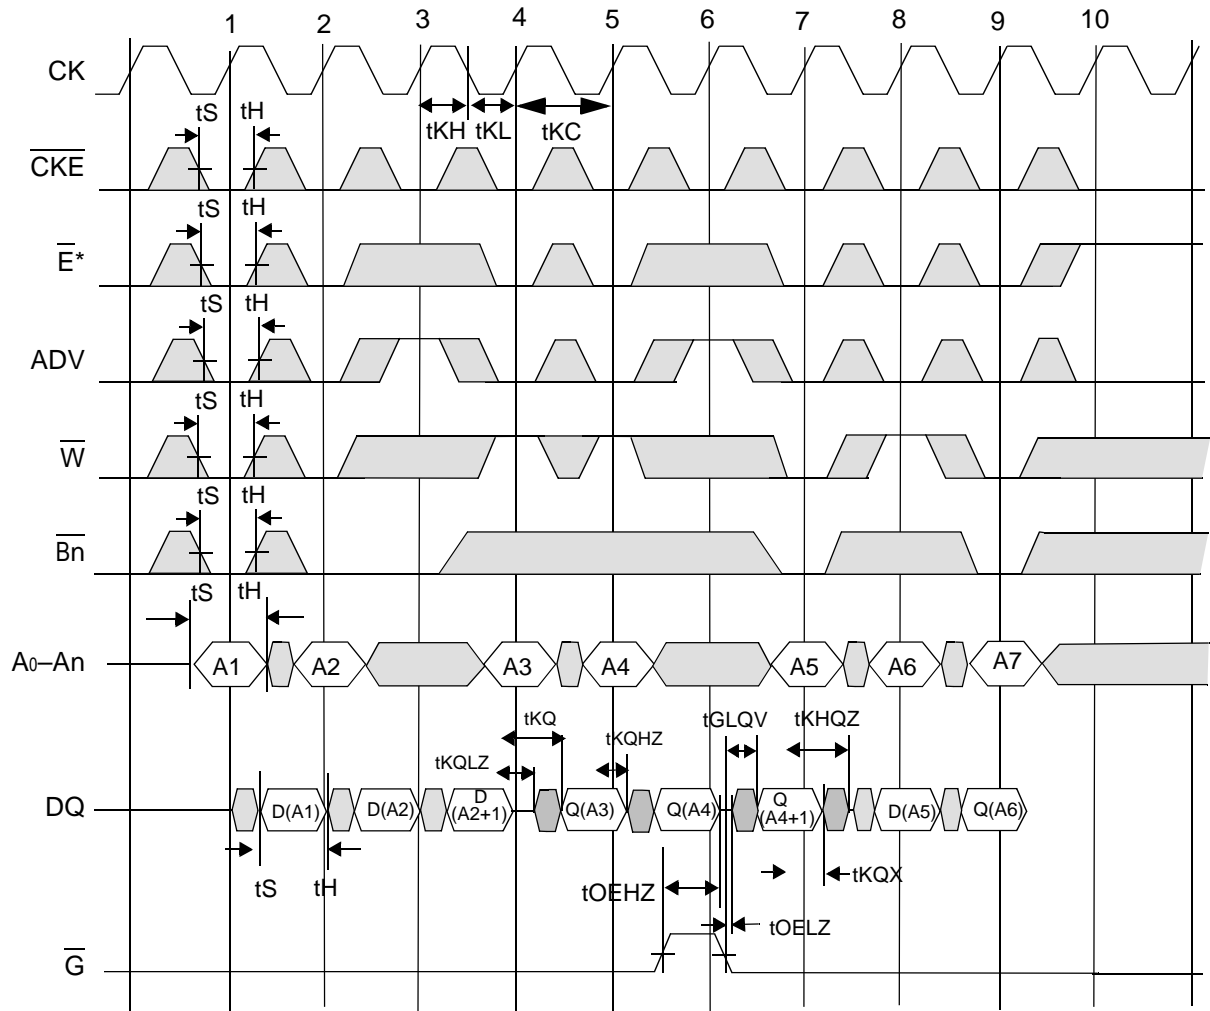 1 2 3 4 5 6 7 8 9 10
CK
tS tH tKH tKL tKC
CKE
tS tH
E*
tS tH
ADV
tS tH
W
tS tH
Bn
tS tH
A0–An A1 A2 A3 A4 A5 A6 A7
tKQ tGLQV tKHQZ
tKQLZ tKQHZ
DQ D(A1) D(A2) D (A2+1) Q(A3) Q(A4) Q (A4+1) D(A5) Q(A6)
tS tH tOEHZ tKQX
tOELZ
G